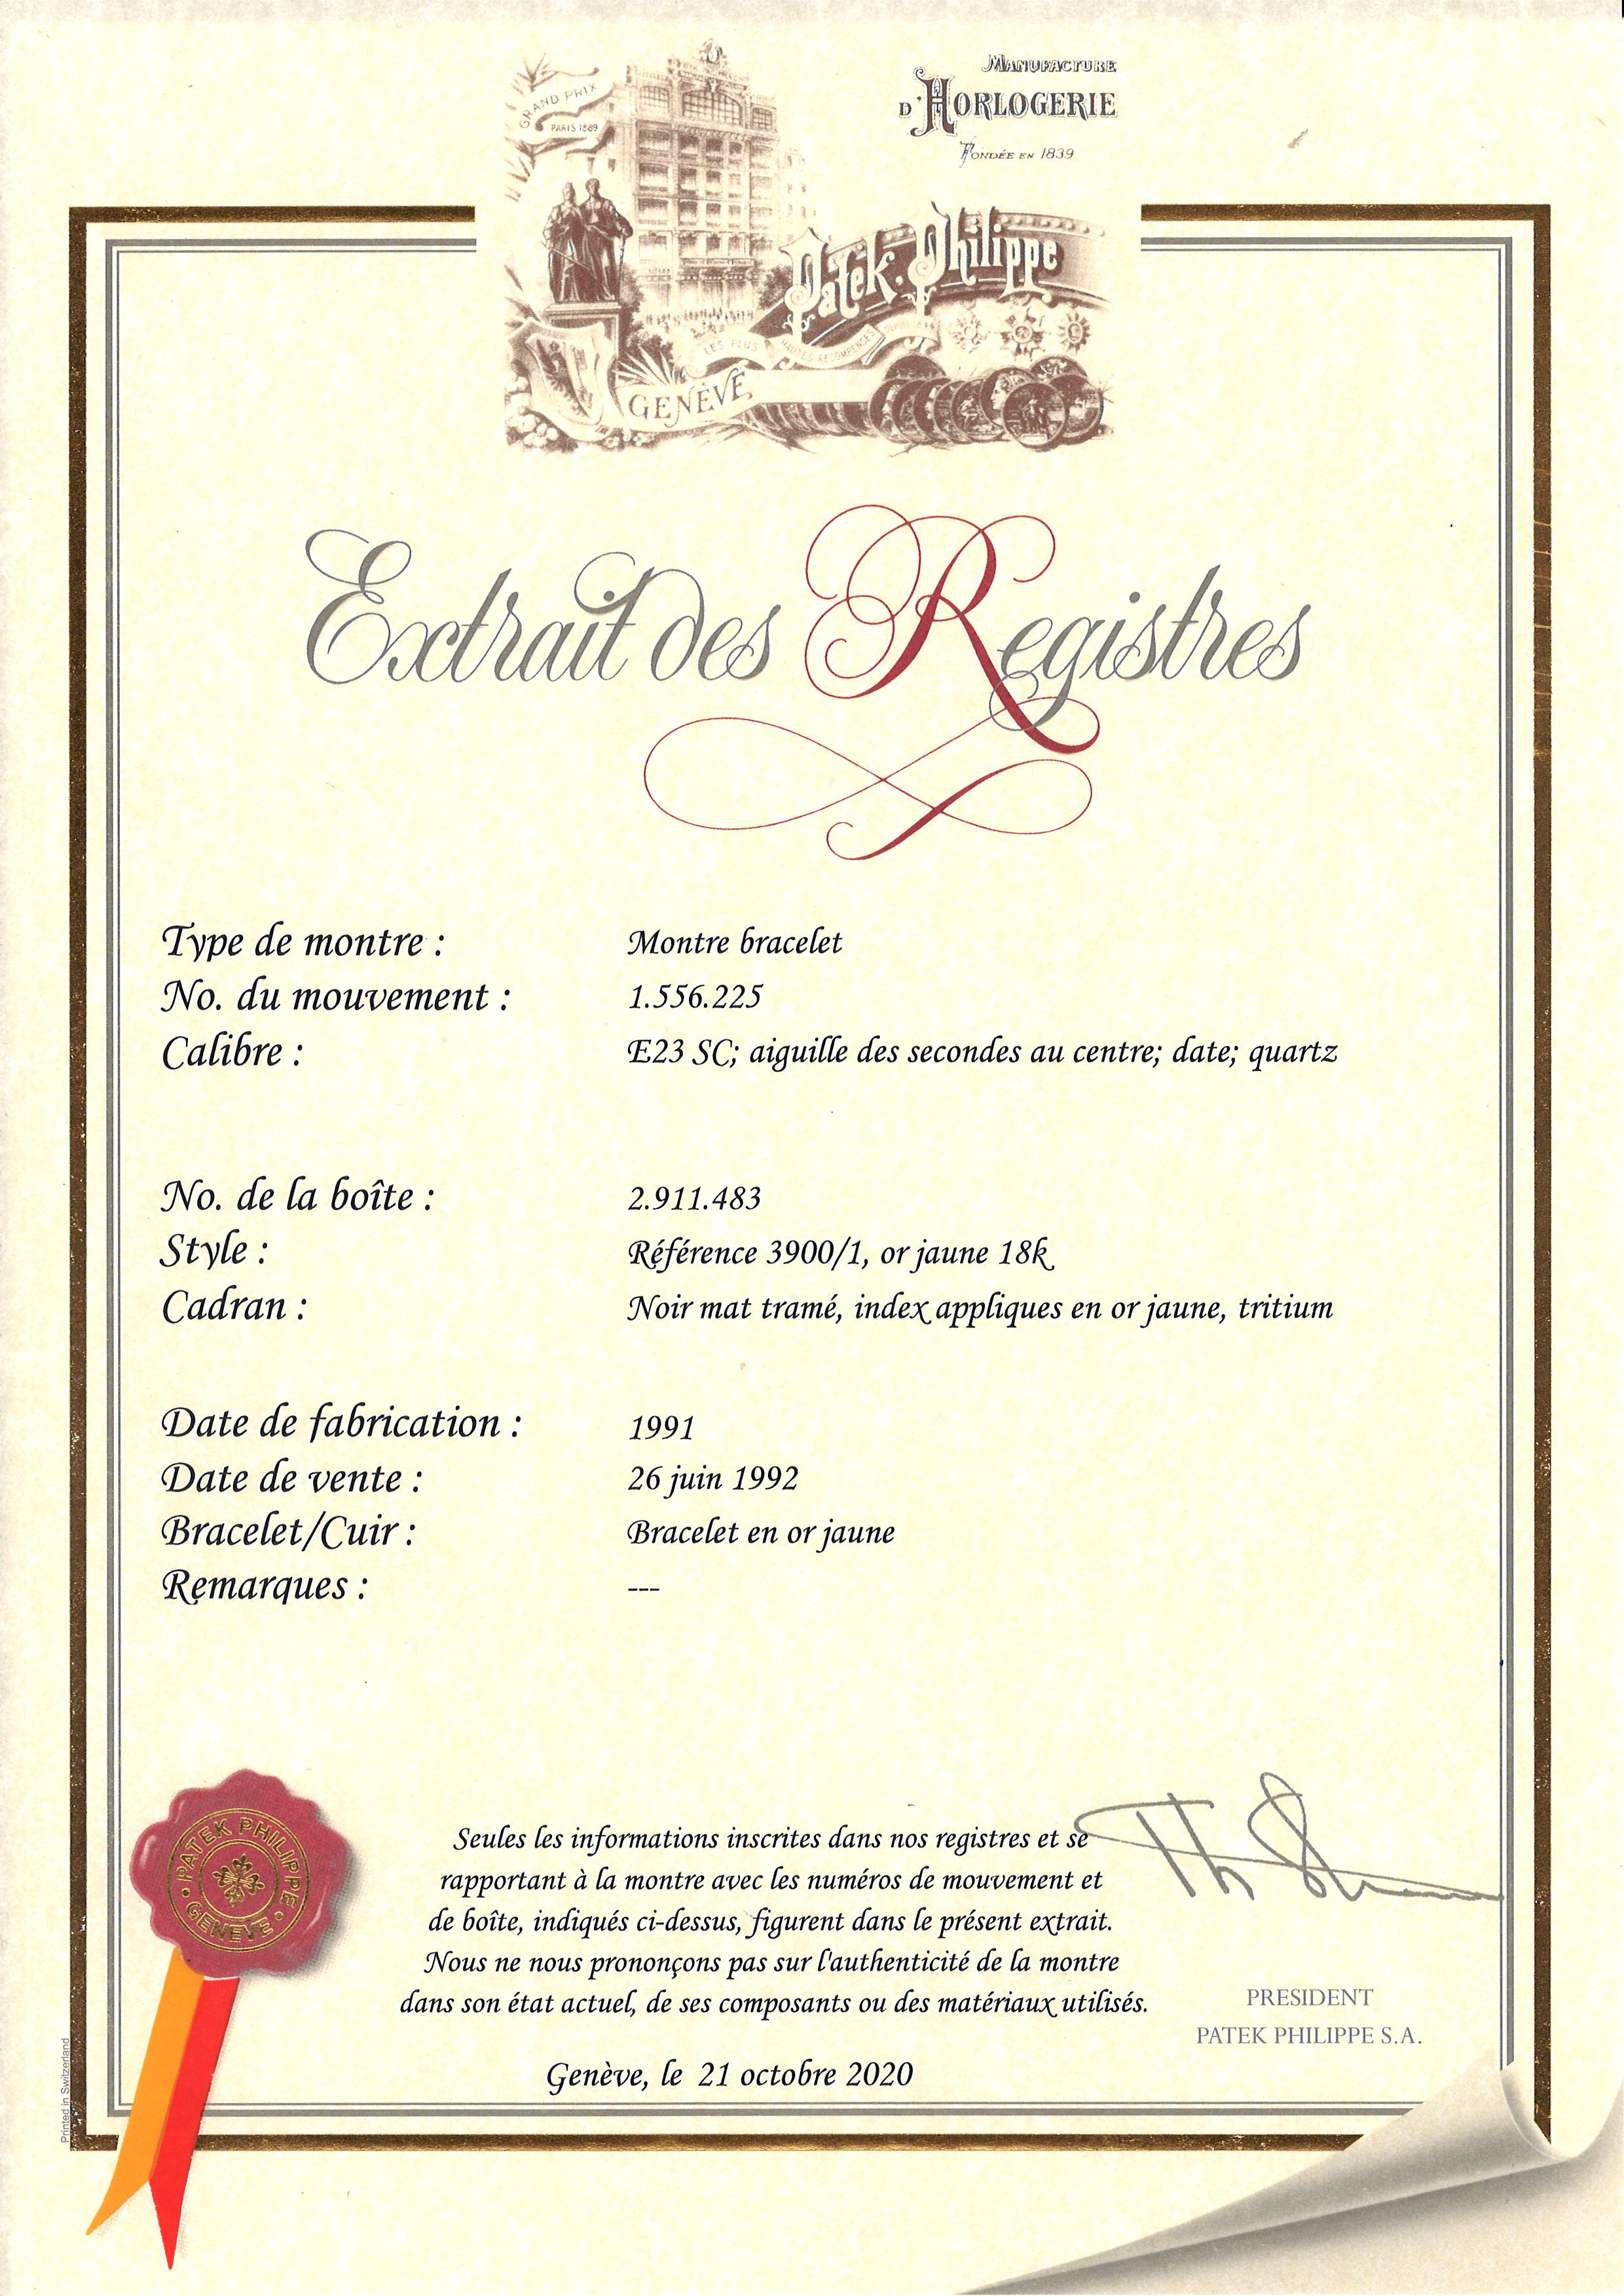 MANUFACTURE
D'HORLOGERIE
FONDÉE EN 1839
GRAND PRIX
PARIS 1889
Patek. Philippe
LES PLUS HAUTES RECOMPENSES
GENÈVE
Extrait des Registres
Type de montre : Montre bracelet
No. du mouvement : 1.556.225
Calibre : E23 SC; aiguille des secondes au centre; date; quartz
No. de la boîte : 2.911.483
Style : Référence 3900/1, or jaune 18k
Cadran : Noir mat tramé, index appliques en or jaune, tritium
Date de fabrication : 1991
Date de vente : 26 juin 1992
Bracelet/Cuir : Bracelet en or jaune
Remarques : ---
Seules les informations inscrites dans nos registres et se
rapportant à la montre avec les numéros de mouvement et
de boîte, indiqués ci-dessus, figurent dans le présent extrait.
Nous ne nous prononçons pas sur l'authenticité de la montre
dans son état actuel, de ses composants ou des matériaux utilisés.
Genève, le 21 octobre 2020
PRESIDENT
PATEK PHILIPPE S.A.
PATEK PHILIPPE
GENEVE
Printed in Switzerland